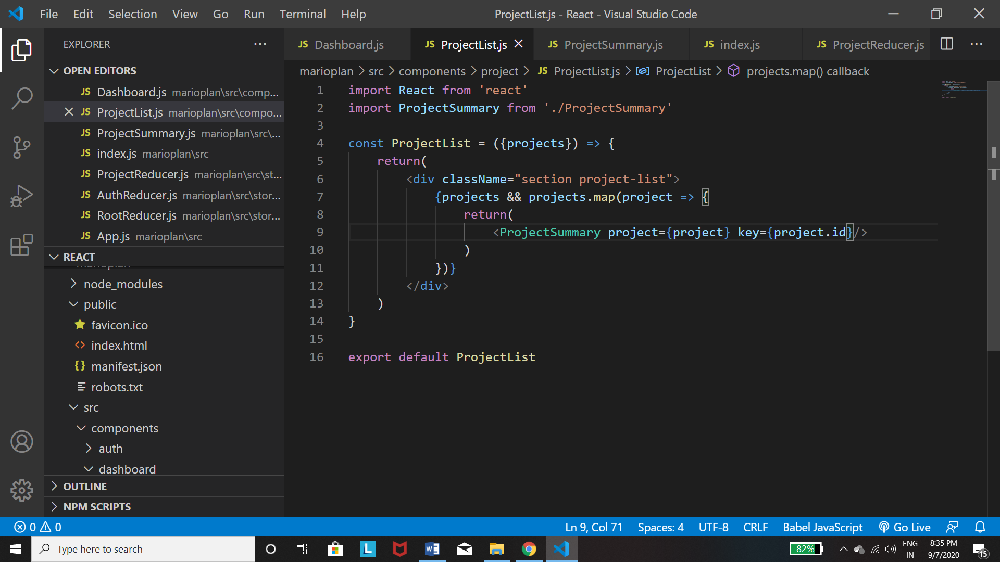 File Edit Selection View Go Run Terminal Help
ProjectList.js - React - Visual Studio Code
EXPLORER
OPEN EDITORS
JS Dashboard.js marioplan\src\comp...
JS ProjectList.js marioplan\src\compo...
JS ProjectSummary.js marioplan\src\...
JS index.js marioplan\src
JS ProjectReducer.js marioplan\src\st...
JS AuthReducer.js marioplan\src\stor...
JS RootReducer.js marioplan\src\stor...
JS App.js marioplan\src
REACT
marioplan
node_modules
public
favicon.ico
index.html
manifest.json
robots.txt
src
components
auth
dashboard
OUTLINE
NPM SCRIPTS
JS Dashboard.js JS ProjectList.js JS ProjectSummary.js JS index.js JS ProjectReducer.js
marioplan > src > components > project > JS ProjectList.js > ProjectList > projects.map() callback
1 import React from 'react'
2 import ProjectSummary from './ProjectSummary'
3
4 const ProjectList = ({projects}) => {
5 return(
6 <div className="section project-list">
7 {projects && projects.map(project => {
8 return(
9 <ProjectSummary project={project} key={project.id}/>
10 )
11 })}
12 </div>
13 )
14 }
15
16 export default ProjectList
0 0
Ln 9, Col 71 Spaces: 4 UTF-8 CRLF Babel JavaScript Go Live
Type here to search
L
W
82%
ENG
IN
8:35 PM
9/7/2020
15